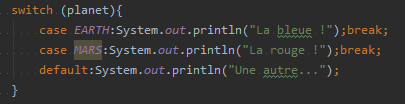 switch (planet){
case EARTH:System.out.println("La bleue !");break;
case MARS:System.out.println("La rouge !");break;
default:System.out.println("Une autre...");
}